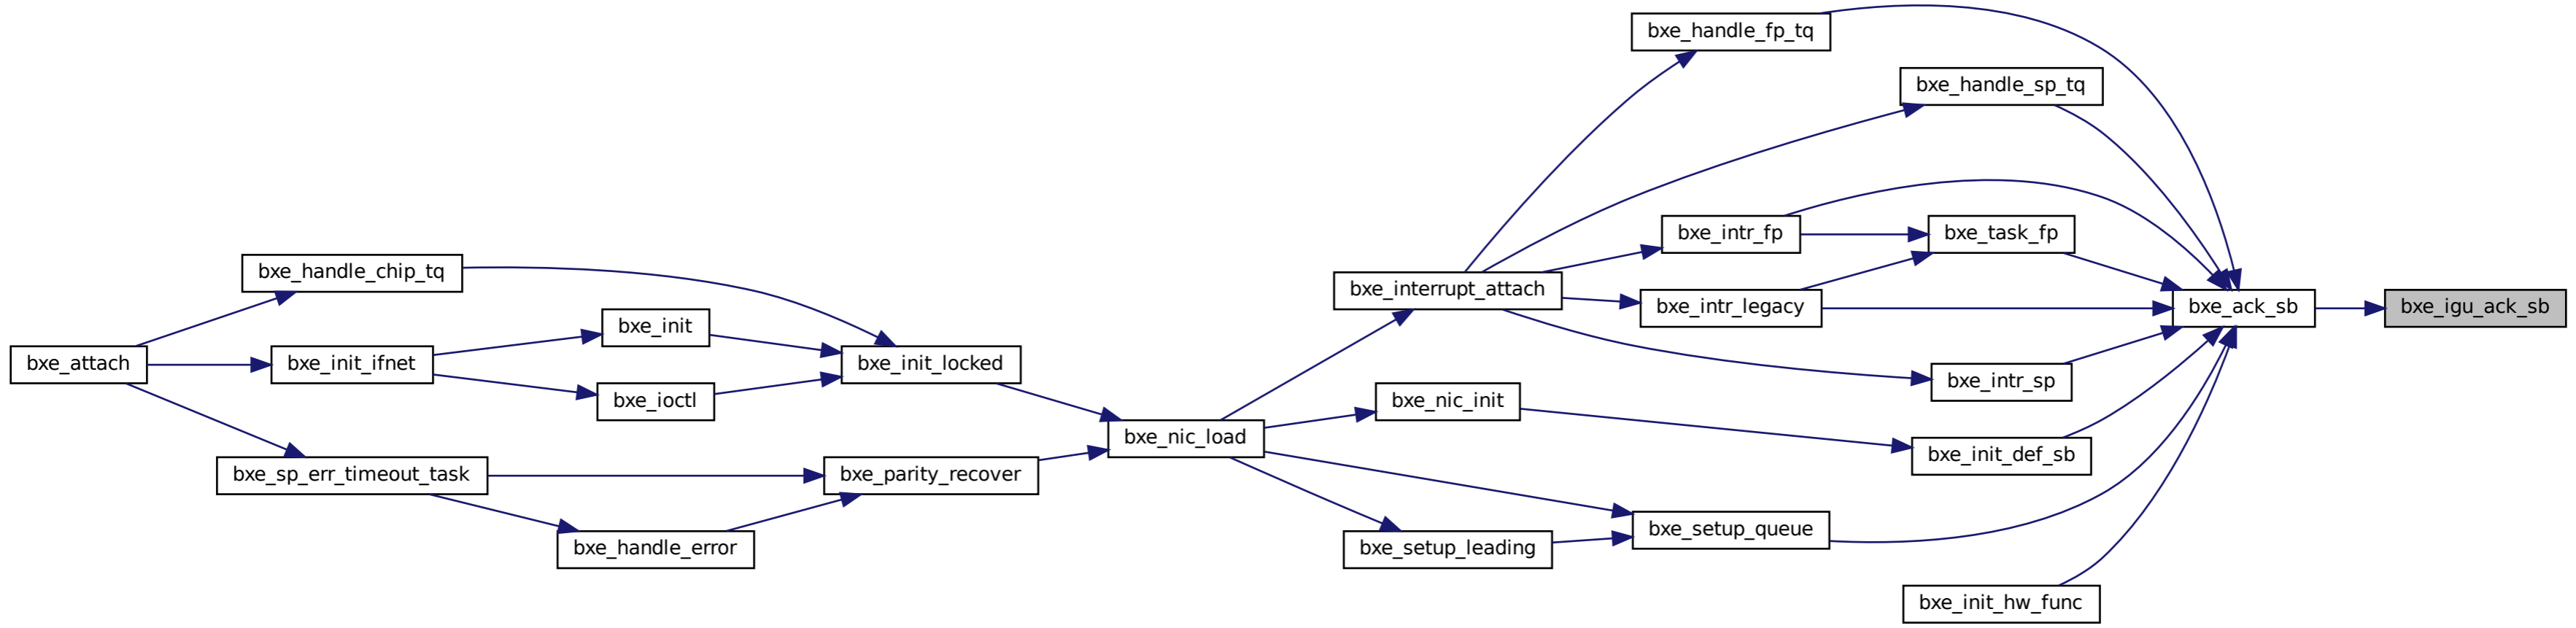 bxe_handle_fp_tq
bxe_handle_sp_tq
bxe_intr_fp
bxe_task_fp
bxe_handle_chip_tq
bxe_interrupt_attach
bxe_intr_legacy
bxe_ack_sb
bxe_igu_ack_sb
bxe_init
bxe_attach
bxe_init_ifnet
bxe_init_locked
bxe_intr_sp
bxe_ioctl
bxe_nic_init
bxe_nic_load
bxe_init_def_sb
bxe_sp_err_timeout_task
bxe_parity_recover
bxe_setup_queue
bxe_handle_error
bxe_setup_leading
bxe_init_hw_func